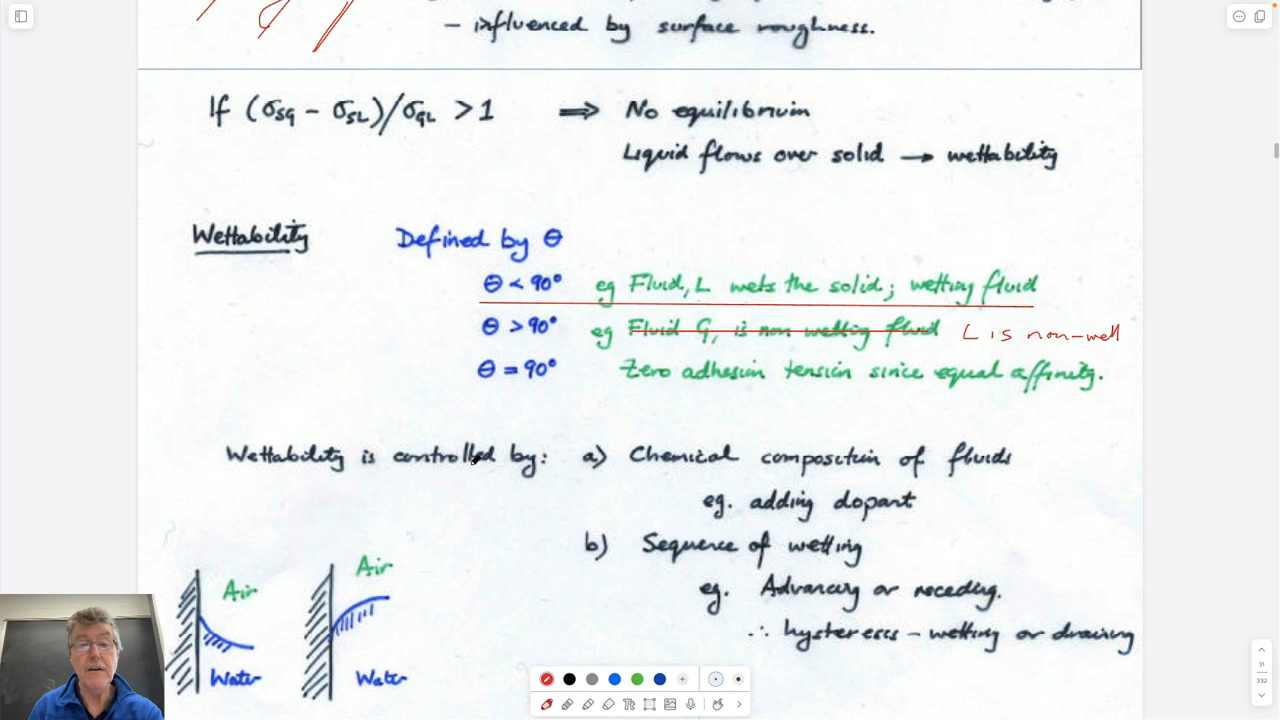 - influenced by surface roughness.
If (σSG - σSL)/σGL > 1 ⟹ No equilibrium
Liquid flows over solid → wettability
Wettability Defined by θ
θ < 90° eg Fluid, L wets the solid; wetting fluid
θ > 90° eg Fluid G, is non wetting fluid L is non-wett
θ = 90° Zero adhesion tension since equal affinity.
Wettability is controlled by: a) Chemical composition of fluids
eg. adding dopant
b) Sequence of wetting
eg. Advancing or receding.
∴ hysteresis - wetting or draining
Air Air
Water Water
31
332